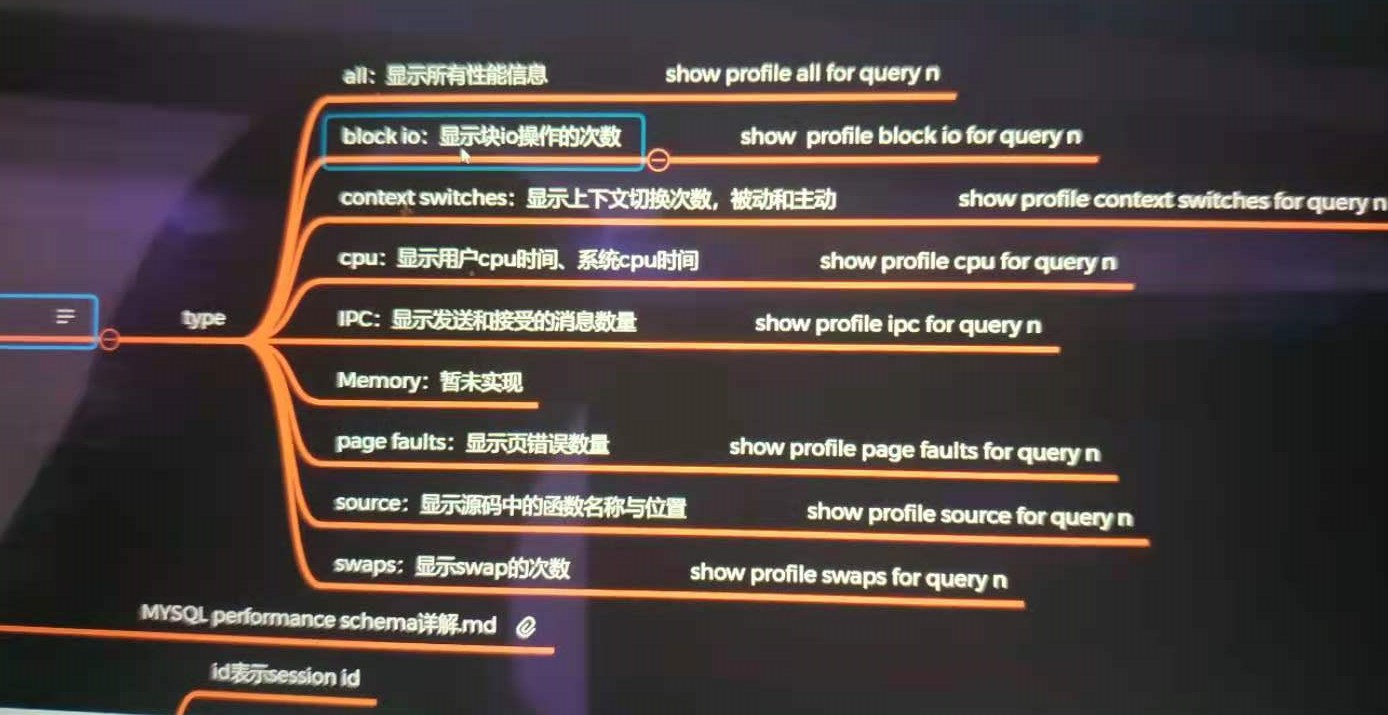 all：显示所有性能信息 show profile all for query n
block io：显示块io操作的次数 show profile block io for query n
context switches：显示上下文切换次数，被动和主动 show profile context switches for query n
cpu：显示用户cpu时间、系统cpu时间 show profile cpu for query n
type
IPC：显示发送和接受的消息数量 show profile ipc for query n
Memory：暂未实现
page faults：显示页错误数量 show profile page faults for query n
source：显示源码中的函数名称与位置 show profile source for query n
swaps：显示swap的次数 show profile swaps for query n
MYSQL performance schema详解.md
id表示session id